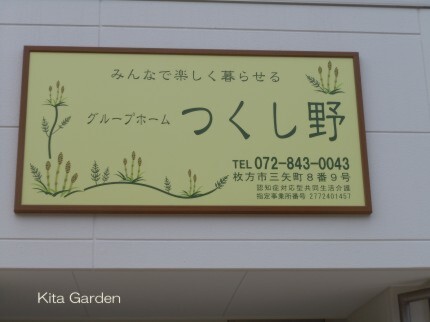 みんなで楽しく暮らせる
グループホーム つくし野
TEL 072-843-0043
枚方市三矢町8番9号
認知症対応型共同生活介護
指定事業所番号 2772401451
Kita Garden